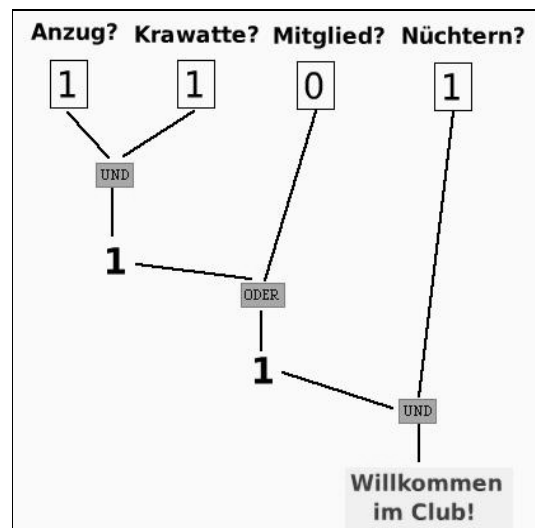 Anzug? Krawatte? Mitglied? Nüchtern?
1 1 0 1
UND
1
ODER
1
UND
Willkommen
im Club!